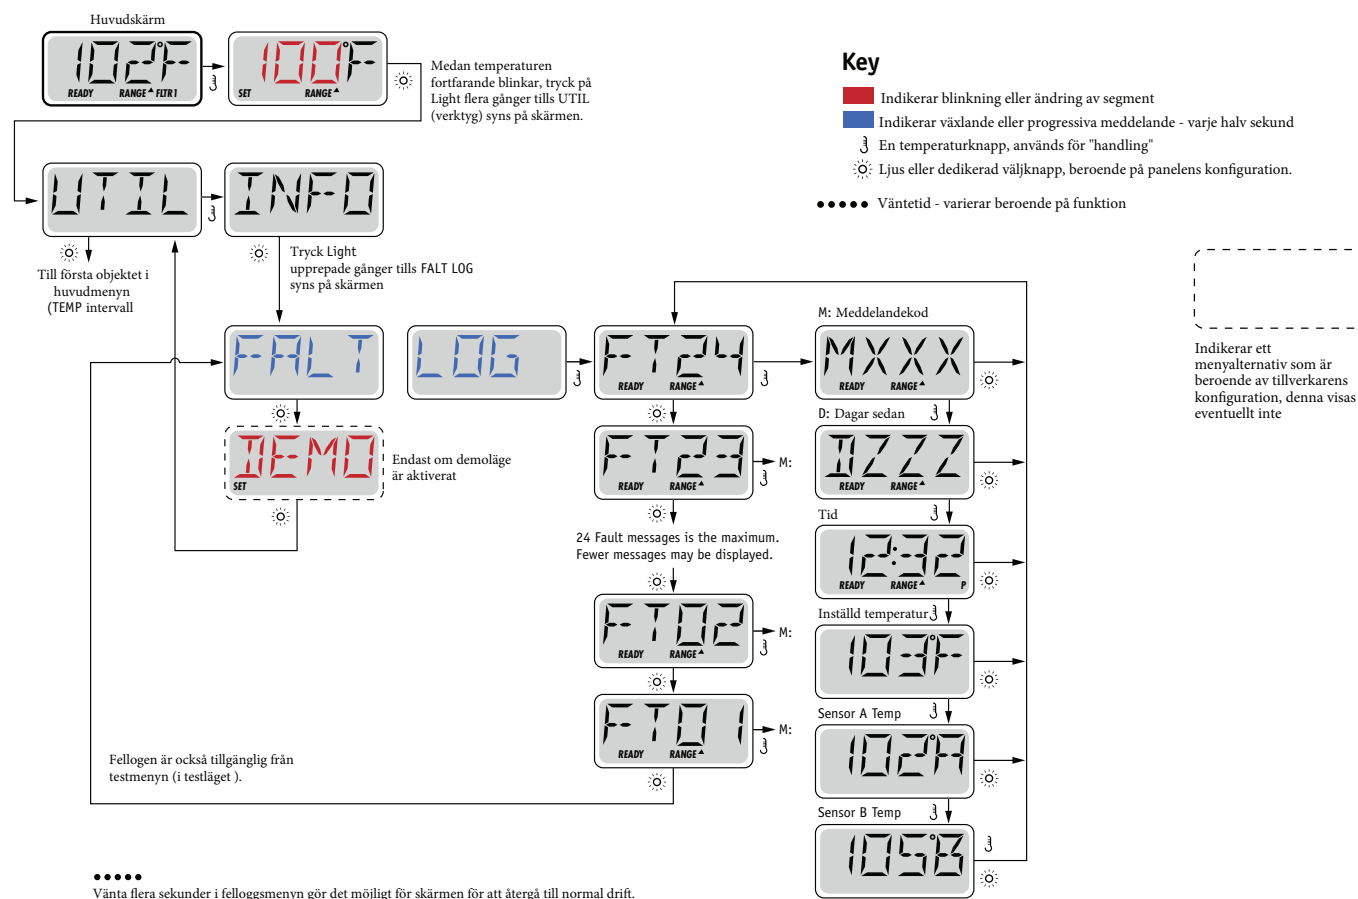 Huvudskärm
102°F
READY RANGE FLTR1
100°F
SET RANGE
Medan temperaturen
fortfarande blinkar, tryck på
Light flera gånger tills UTIL
(verktyg) syns på skärmen.
Key
Indikerar blinkning eller ändring av segment
Indikerar växlande eller progressiva meddelande - varje halv sekund
En temperaturknapp, används för "handling"
Ljus eller dedikerad väljknapp, beroende på panelens konfiguration.
Väntetid - varierar beroende på funktion
UTIL
INFO
Till första objektet i
huvudmenyn
(TEMP intervall
Tryck Light
upprepade gånger tills FALT LOG
syns på skärmen
Indikerar ett
menyalternativ som är
beroende av tillverkarens
konfiguration, denna visas
eventuellt inte
FALT
LOG
FT24
READY RANGE
M: Meddelandekod
MXXX
READY RANGE
DEMO
SET
Endast om demoläge
är aktiverat
FT23
READY RANGE
M:
D: Dagar sedan
DZZZ
READY RANGE
24 Fault messages is the maximum.
Fewer messages may be displayed.
Tid
12:32
READY RANGE P
FT02
READY RANGE
M:
Inställd temperatur
103°F
FT01
READY RANGE
M:
Sensor A Temp
102°A
Sensor B Temp
105°B
Fellogen är också tillgänglig från
testmenyn (i testläget ).
Vänta flera sekunder i felloggsmenyn gör det möjligt för skärmen för att återgå till normal drift.